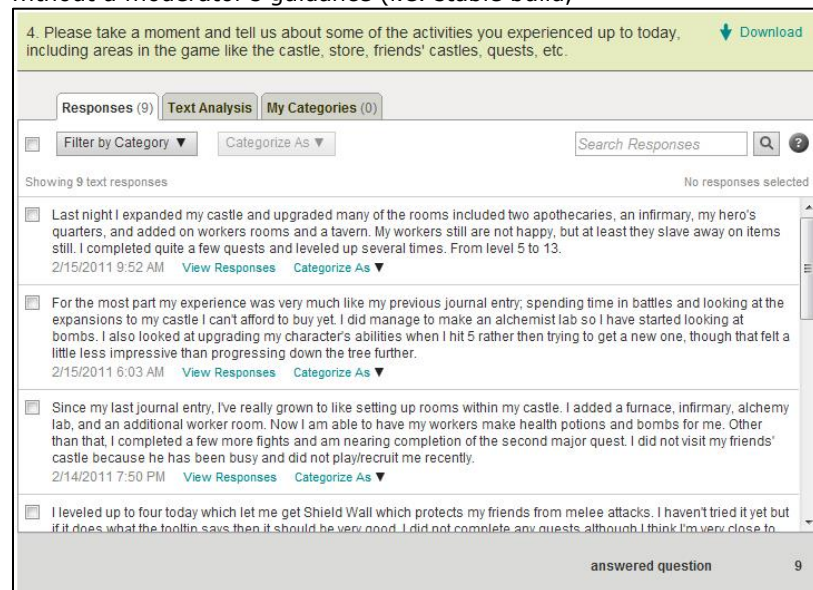 without a moderator's guidance (i.e. stable build)
4. Please take a moment and tell us about some of the activities you experienced up to today, Download
including areas in the game like the castle, store, friends' castles, quests, etc.
Responses (9) Text Analysis My Categories (0)
Filter by Category ▼ Categorize As ▼ Search Responses ?
Showing 9 text responses No responses selected
Last night I expanded my castle and upgraded many of the rooms included two apothecaries, an infirmary, my hero's
quarters, and added on workers rooms and a tavern. My workers still are not happy, but at least they slave away on items
still. I completed quite a few quests and leveled up several times. From level 5 to 13.
2/15/2011 9:52 AM View Responses Categorize As ▼
For the most part my experience was very much like my previous journal entry; spending time in battles and looking at the
expansions to my castle I can't afford to buy yet. I did manage to make an alchemist lab so I have started looking at
bombs. I also looked at upgrading my character's abilities when I hit 5 rather then trying to get a new one, though that felt a
little less impressive than progressing down the tree further.
2/15/2011 6:03 AM View Responses Categorize As ▼
Since my last journal entry, I've really grown to like setting up rooms within my castle. I added a furnace, infirmary, alchemy
lab, and an additional worker room. Now I am able to have my workers make health potions and bombs for me. Other
than that, I completed a few more fights and am nearing completion of the second major quest. I did not visit my friends'
castle because he has been busy and did not play/recruit me recently.
2/14/2011 7:50 PM View Responses Categorize As ▼
I leveled up to four today which let me get Shield Wall which protects my friends from melee attacks. I haven't tried it yet but
if it does what the tooltip says then it should be very good. I did not complete any quests although I think I'm very close to
answered question 9